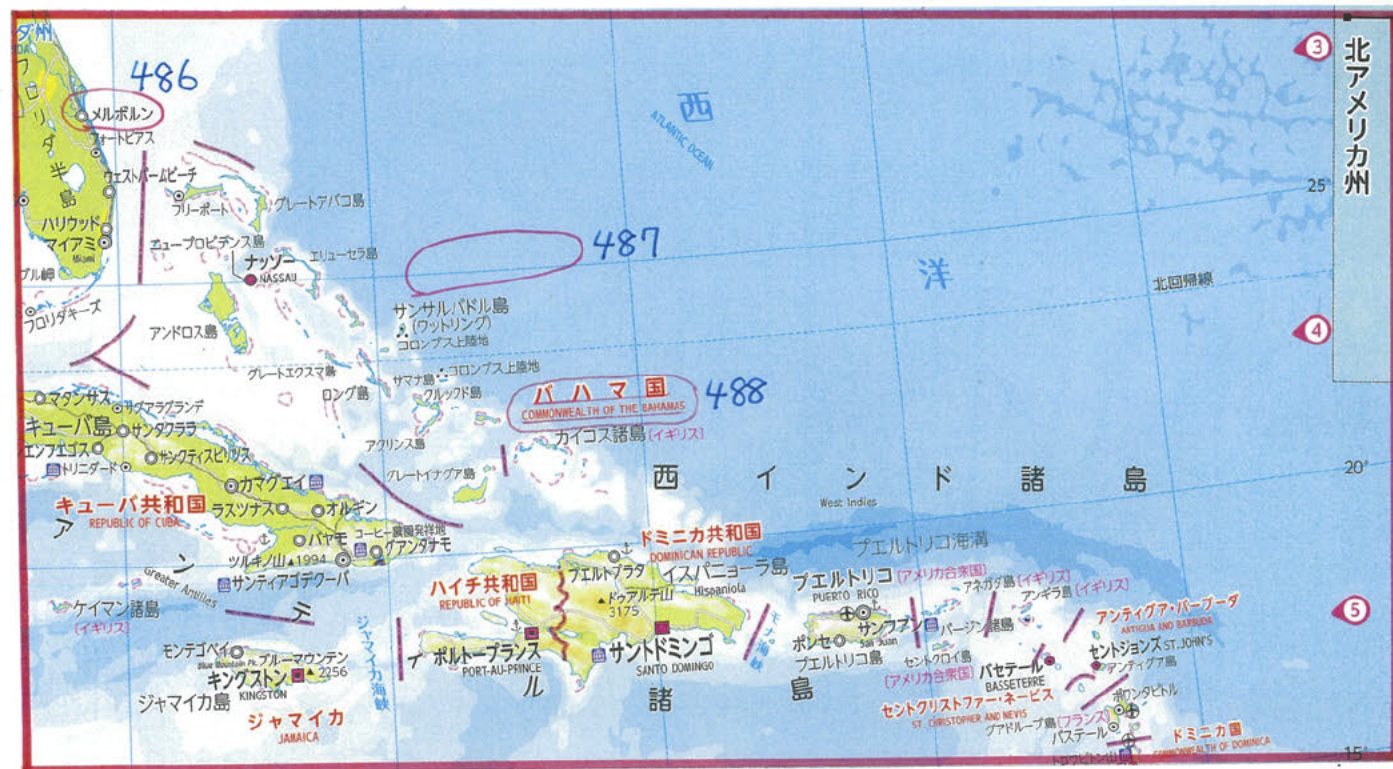 ダ州
北アメリカ州
フロリダ半島
486
メルボルン
フォートピアス
ウェストパームビーチ
ハリウッド
マイアミ
Miami
ブル岬
フロリダキーズ
西
洋
ATLANTIC OCEAN
3
25°
487
フリーポート
グレートアバコ島
ニュープロビデンス島
エリューセラ島
ナッソー
NASSAU
アンドロス島
サンサルバドル島
(ワットリング)
コロンブス上陸地
北回帰線
4
グレートエクスマ島
ロング島
サマナ島
コロンブス上陸地
クルックド島
アクリンス島
バハマ国
COMMONWEALTH OF THE BAHAMAS
488
カイコス諸島(イギリス)
グレートイナグア島
マタンサス
サグアラグランデ
キューバ島
サンタクララ
エンフエゴス
サンクティスピリツス
トリニダード
カマグエイ
キューバ共和国
REPUBLIC OF CUBA
ラスツナス
オルギン
バヤモ
グアンタナモ
ツルキノ山▲1994
サンティアゴデクーバ
西インド諸島
West Indies
20°
アンティル諸島
Greater Antilles
ケイマン諸島
(イギリス)
モンテゴベイ
Blue Mountain Pk.
ブルーマウンテン
▲2256
キングストン
KINGSTON
ジャマイカ島
ジャマイカ
JAMAICA
ジャマイカ海峡
ハイチ共和国
REPUBLIC OF HAITI
ポルトープランス
PORT-AU-PRINCE
ドミニカ共和国
DOMINICAN REPUBLIC
プエルトプラタ
イスパニョーラ島
Hispaniola
▲ドゥアルテ山
3175
サントドミンゴ
SANTO DOMINGO
モナ海峡
プエルトリコ海溝
プエルトリコ(アメリカ合衆国)
PUERTO RICO
サンフアン
San Juan
ポンセ
プエルトリコ島
アネガダ島(イギリス)
アンギラ島(イギリス)
バージン諸島
セントクロイ島
(アメリカ合衆国)
アンティグア・バーブーダ
ANTIGUA AND BARBUDA
セントジョンズ ST.JOHN'S
アンティグア島
バセテール
BASSETERRE
セントクリストファー・ネービス
ST. CHRISTOPHER AND NEVIS
ポワンタピトル
グアドループ島(フランス)
バステール
ドミニカ国
COMMONWEALTH OF DOMINICA
5
15°